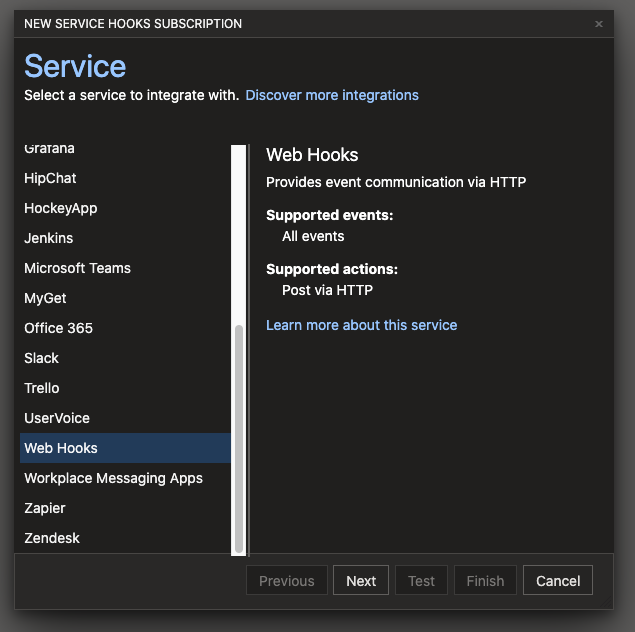 NEW SERVICE HOOKS SUBSCRIPTION
×
Service
Select a service to integrate with. Discover more integrations
Grafana
HipChat
HockeyApp
Jenkins
Microsoft Teams
MyGet
Office 365
Slack
Trello
UserVoice
Web Hooks
Workplace Messaging Apps
Zapier
Zendesk
Web Hooks
Provides event communication via HTTP
Supported events:
All events
Supported actions:
Post via HTTP
Learn more about this service
Previous
Next
Test
Finish
Cancel